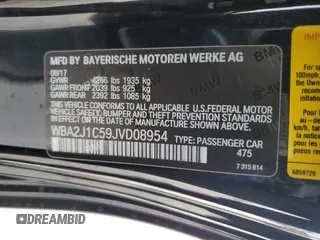 MFD BY BAYERISCHE MOTOREN WERKE AG
08/17
GVWR 4266 lbs 1935 kg
GAWR FRONT 2039 lbs 925 kg
GAWR REAR 2392 lbs 1085 kg
THIS VEHICLE CONFORMS TO ALL APPLICABLE
U.S. FEDERAL MOTOR VEHICLE SAFETY,
BUMPER, AND THEFT PREVENTION STANDARDS
IN EFFECT ON THE DATE OF
MANUFACTURE SHOWN ABOVE.
WBA2J1C59JVD08954 TYPE: PASSENGER CAR
475
7 315 814
6859729
DREAMBID